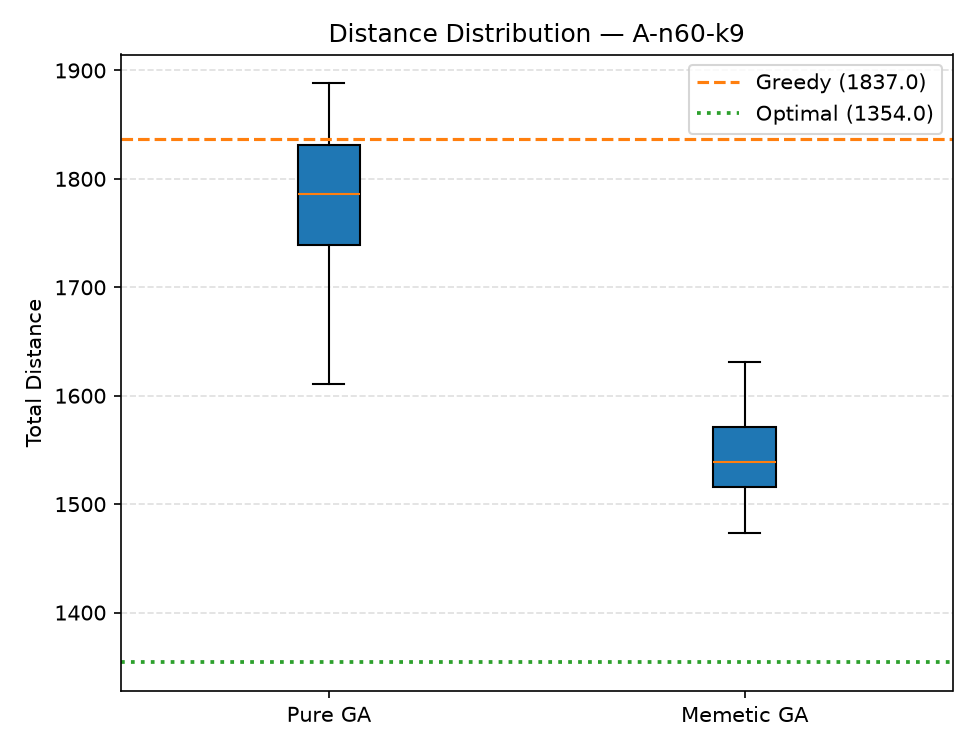 Distance Distribution — A-n60-k9
Greedy (1837.0)
Optimal (1354.0)
Total Distance
1900
1800
1700
1600
1500
1400
Pure GA
Memetic GA